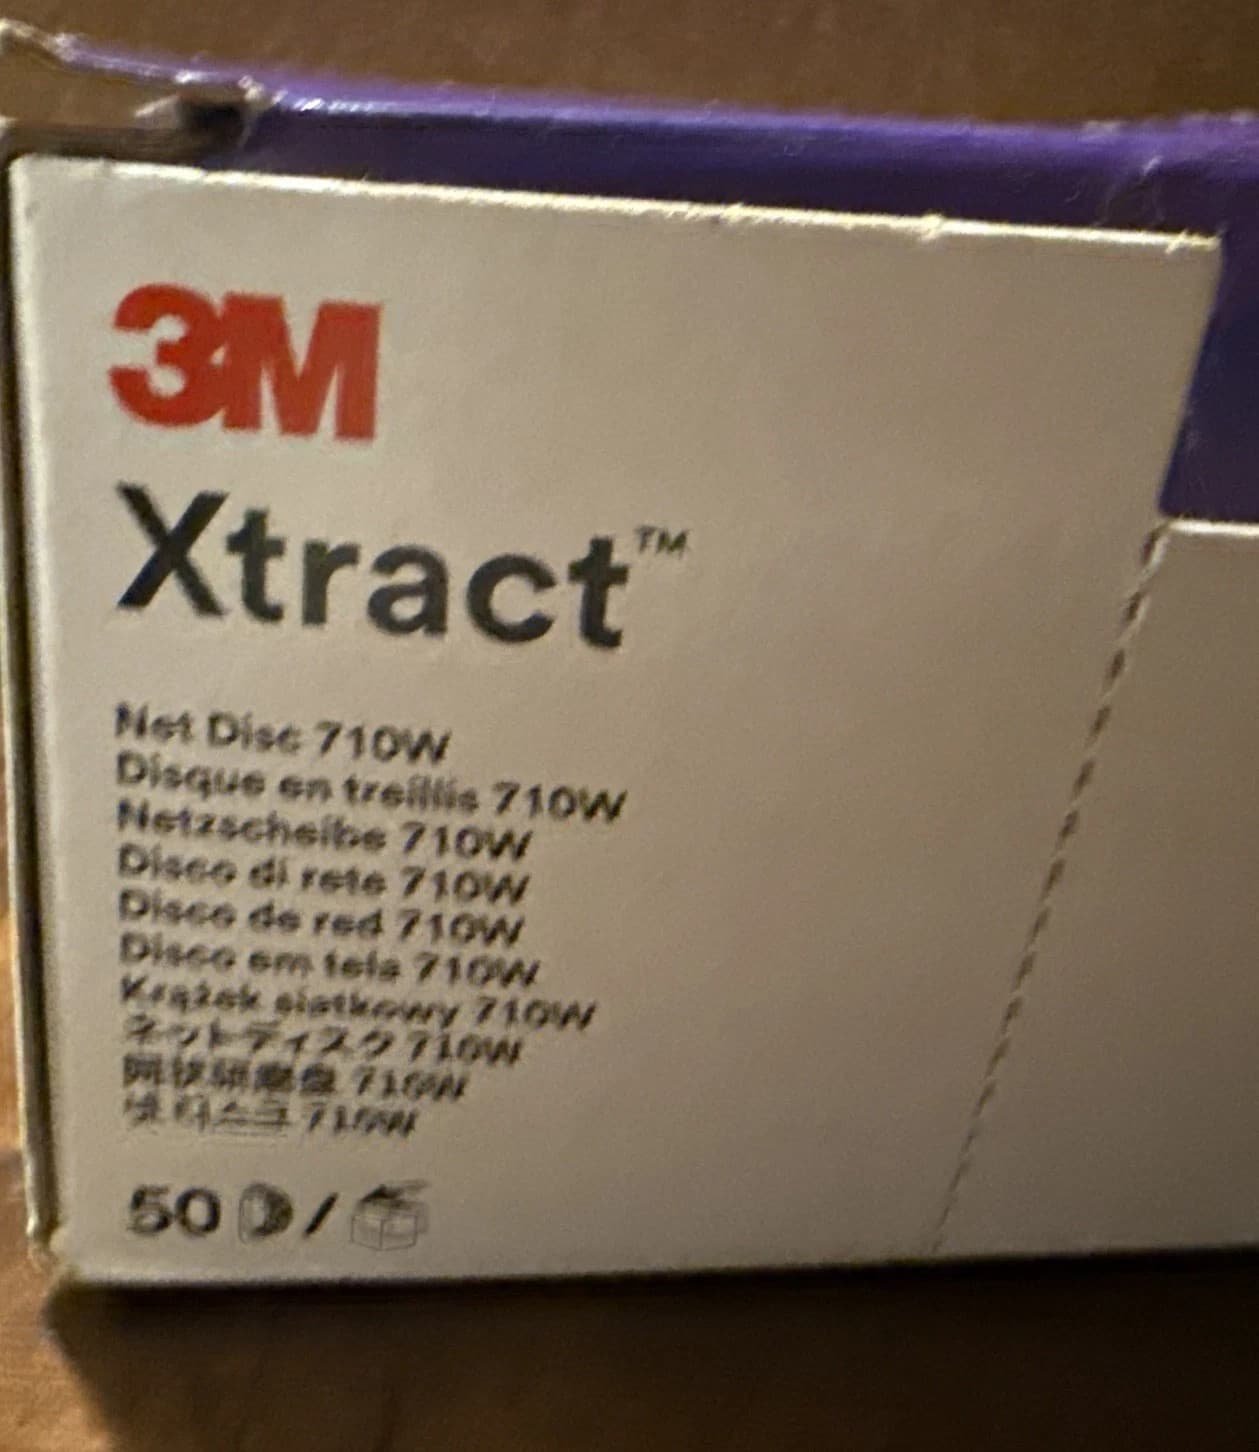 3M
Xtract™
Net Disc 710W
Disque en treillis 710W
Netzscheibe 710W
Disco di rete 710W
Disco de red 710W
Disco em tela 710W
Krążek siatkowy 710W
ネットディスク 710W
网状研磨盘 710W
넷 디스크 710W
50 /